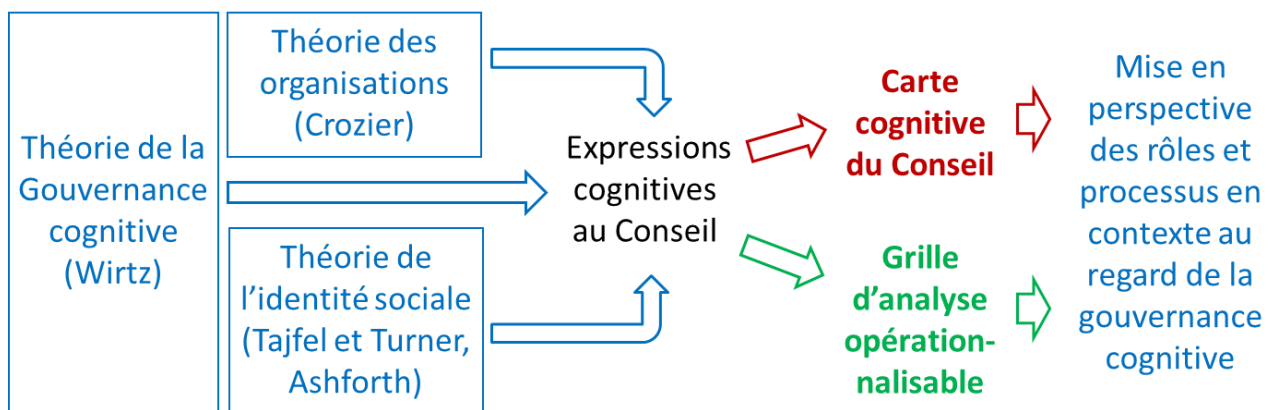 Théorie de la
Gouvernance
cognitive
(Wirtz)
Théorie des
organisations
(Crozier)
Théorie de
l’identité sociale
(Tajfel et Turner,
Ashforth)
Expressions
cognitives
au Conseil
Carte
cognitive
du Conseil
Grille
d’analyse
opération-
nalisable
Mise en
perspective
des rôles et
processus en
contexte au
regard de la
gouvernance
cognitive